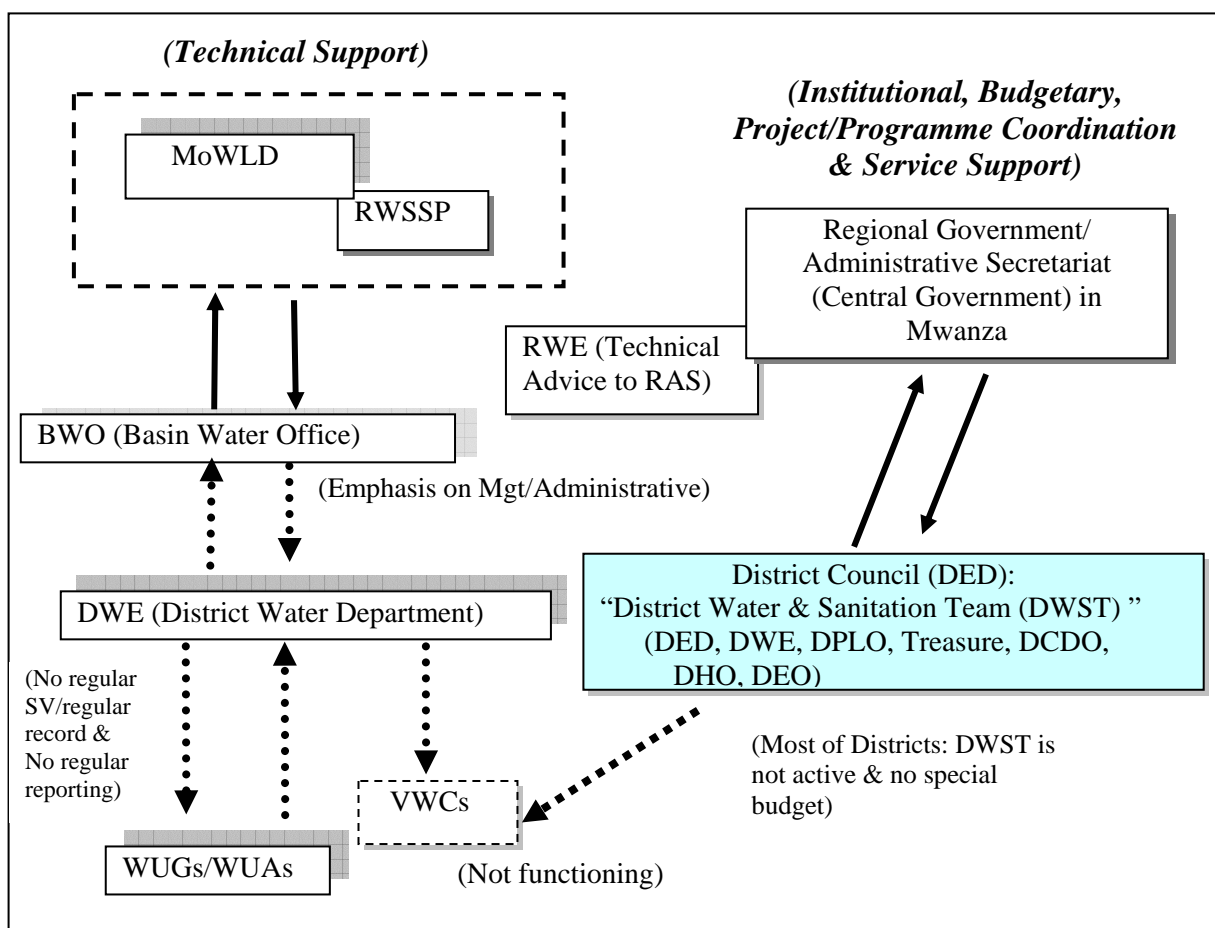 (Technical Support)
(Institutional, Budgetary,
Project/Programme Coordination
& Service Support)
MoWLD
RWSSP
Regional Government/
Administrative Secretariat
(Central Government) in
Mwanza
RWE (Technical
Advice to RAS)
BWO (Basin Water Office)
(Emphasis on Mgt/Administrative)
DWE (District Water Department)
District Council (DED):
“District Water & Sanitation Team (DWST) ”
(DED, DWE, DPLO, Treasure, DCDO,
DHO, DEO)
(No regular
SV/regular
record &
No regular
reporting)
(Most of Districts: DWST is
not active & no special
budget)
VWCs
WUGs/WUAs
(Not functioning)